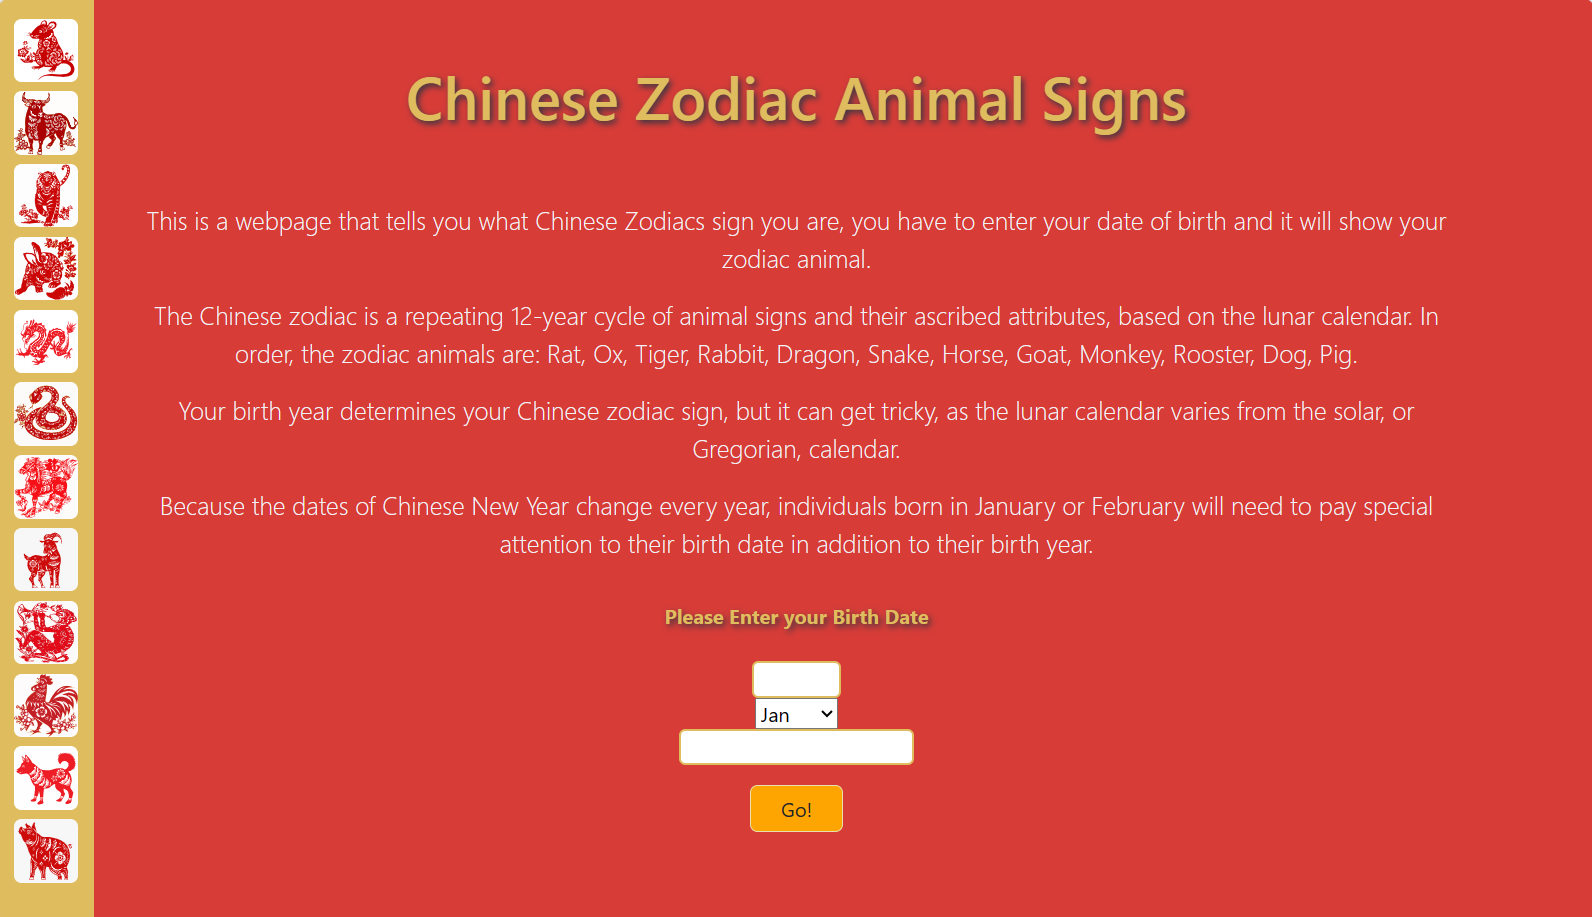 Chinese Zodiac Animal Signs
This is a webpage that tells you what Chinese Zodiacs sign you are, you have to enter your date of birth and it will show your
zodiac animal.
The Chinese zodiac is a repeating 12-year cycle of animal signs and their ascribed attributes, based on the lunar calendar. In
order, the zodiac animals are: Rat, Ox, Tiger, Rabbit, Dragon, Snake, Horse, Goat, Monkey, Rooster, Dog, Pig.
Your birth year determines your Chinese zodiac sign, but it can get tricky, as the lunar calendar varies from the solar, or
Gregorian, calendar.
Because the dates of Chinese New Year change every year, individuals born in January or February will need to pay special
attention to their birth date in addition to their birth year.
Please Enter your Birth Date
Jan
Go!